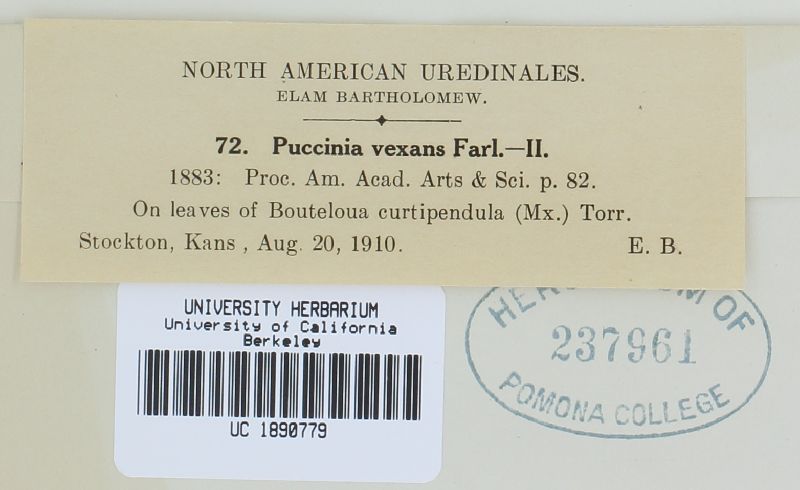 NORTH AMERICAN UREDINALES.
ELAM BARTHOLOMEW.
72. Puccinia vexans Farl.—II.
1883: Proc. Am. Acad. Arts & Sci. p. 82.
On leaves of Bouteloua curtipendula (Mx.) Torr.
Stockton, Kans , Aug. 20, 1910. E. B.
UNIVERSITY HERBARIUM
University of California
Berkeley
UC 1890779
OF
237961
POMONA COLLEGE